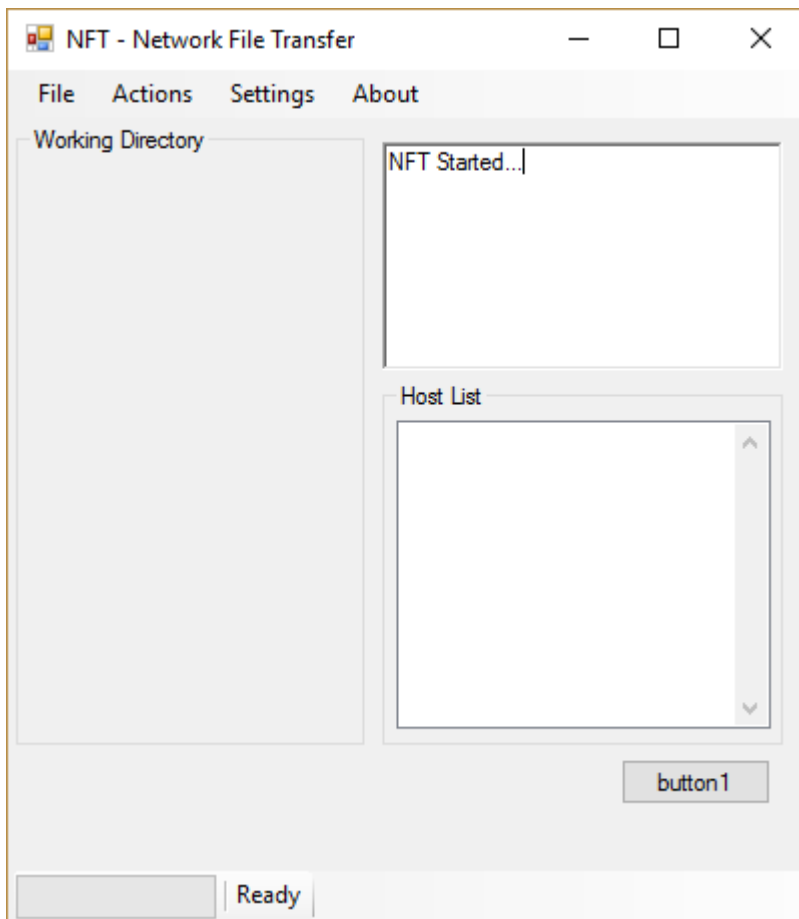 NFT - Network File Transfer
File Actions Settings About
Working Directory
NFT Started...
Host List
button1
Ready